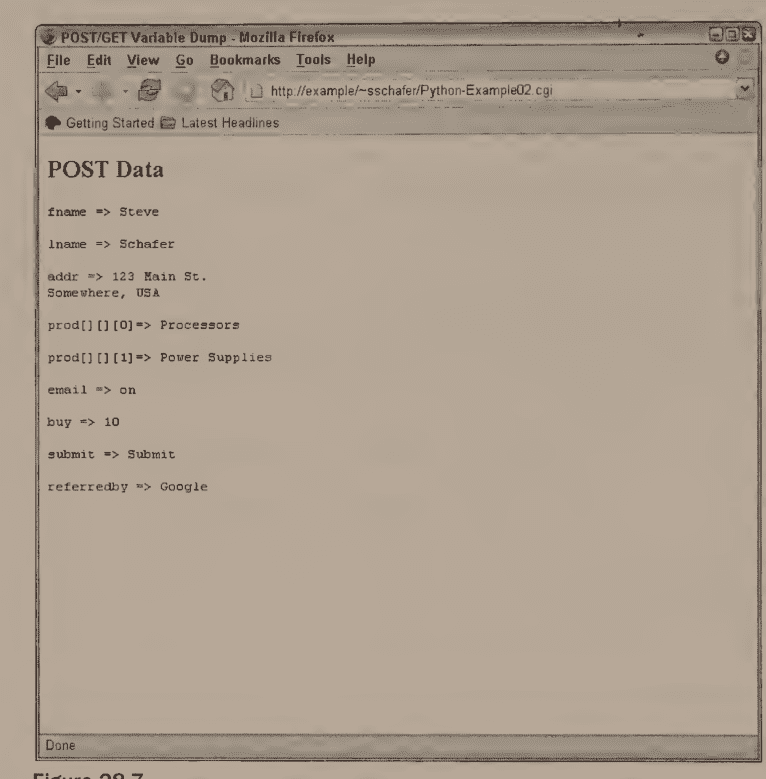 POST/GET Variable Dump - Mozilla Firefox
File Edit View Go Bookmarks Tools Help
http://example/~sschafer/Python-Example02.cgi
Getting Started Latest Headlines
POST Data
fname => Steve
lname => Schafer
addr => 123 Main St.
Somewhere, USA
prod[][][0]=> Processors
prod[][][1]=> Power Supplies
email => on
buy => 10
submit => Submit
referredby => Google
Done
Figure 28-7